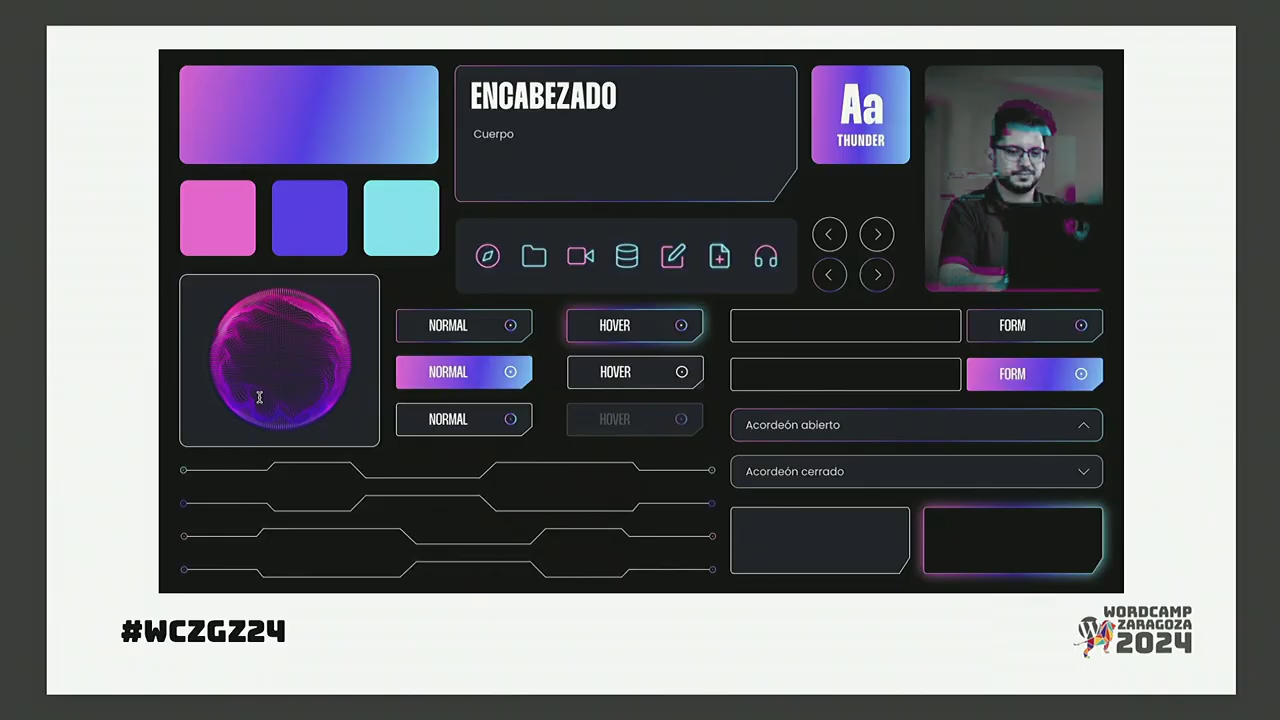 ENCABEZADO
Cuerpo
Aa
THUNDER
NORMAL
HOVER
FORM
NORMAL
HOVER
FORM
NORMAL
HOVER
Acordeón abierto
Acordeón cerrado
#WCZGZ24
WORDCAMP
ZARAGOZA
2024